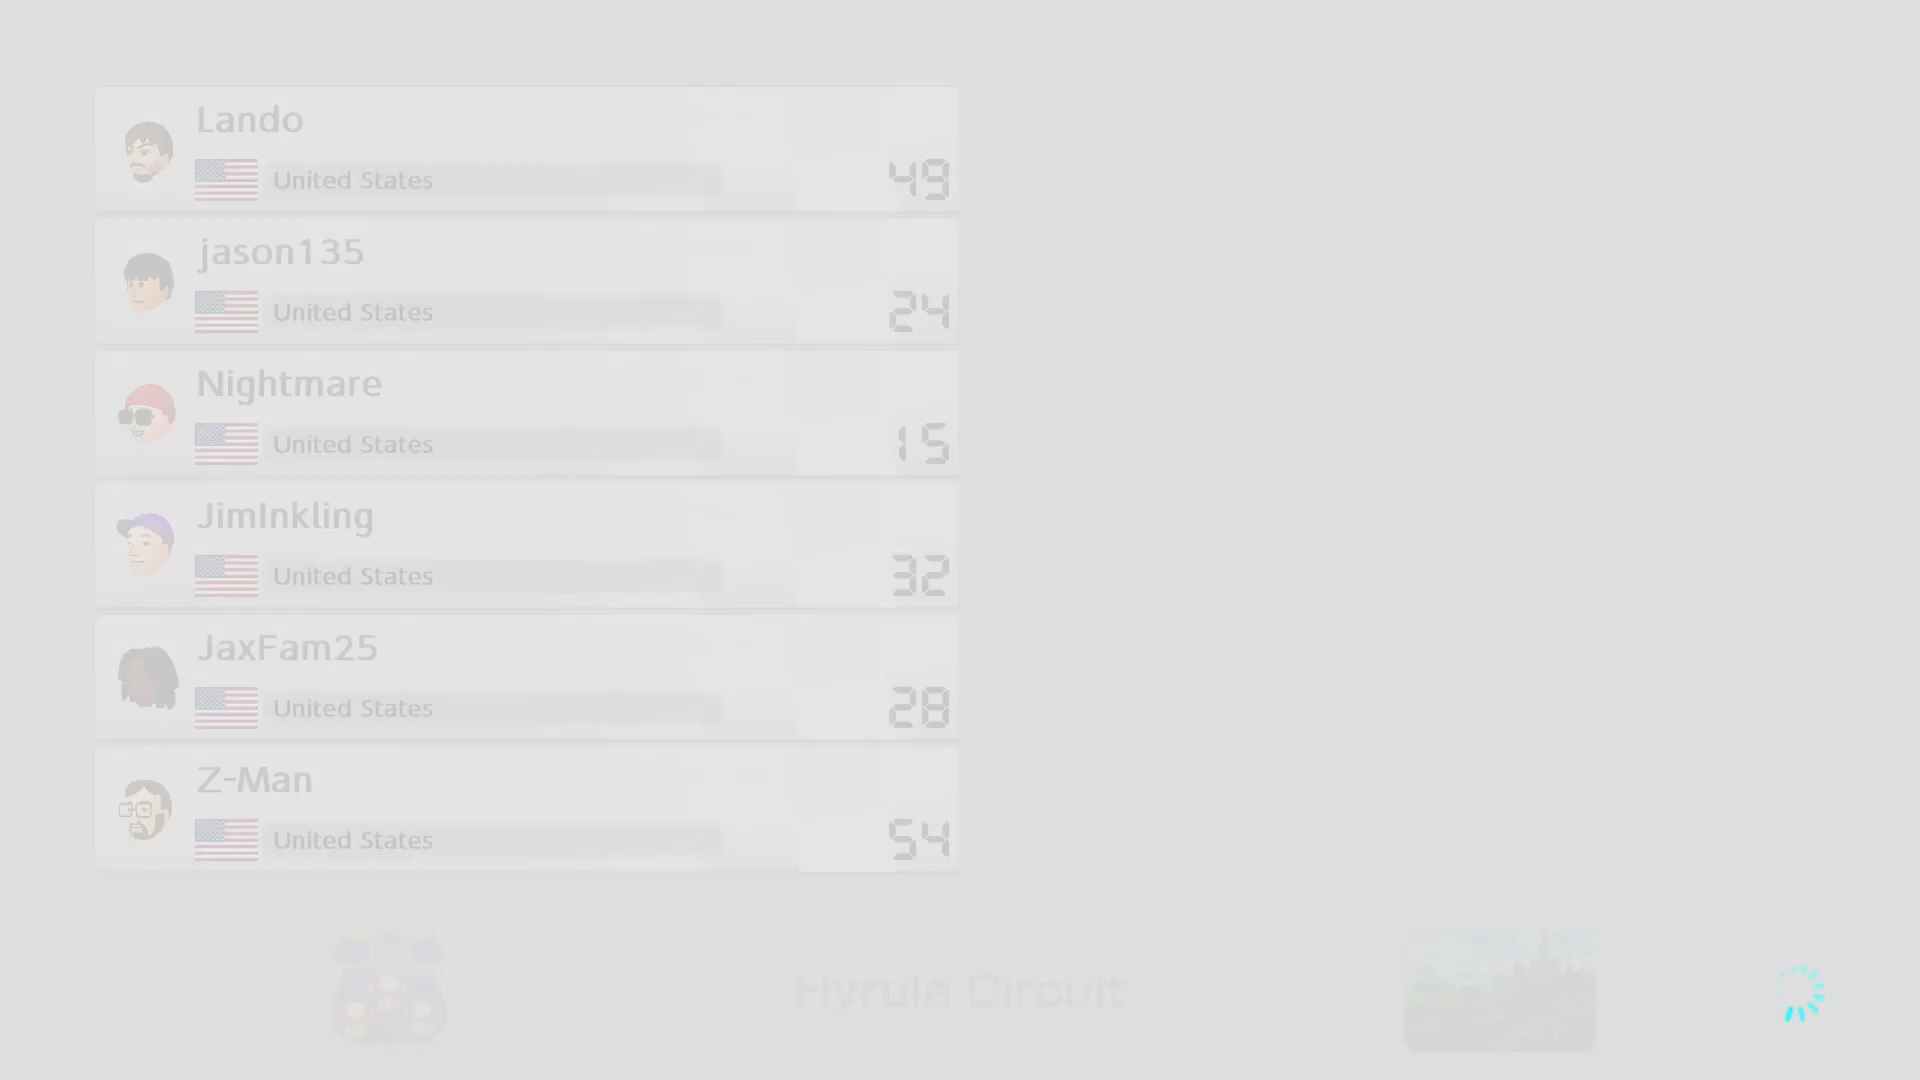 Lando
United States
49
jason135
United States
24
Nightmare
United States
15
JimInkling
United States
32
JaxFam25
United States
28
Z-Man
United States
54
Hyrule Circuit